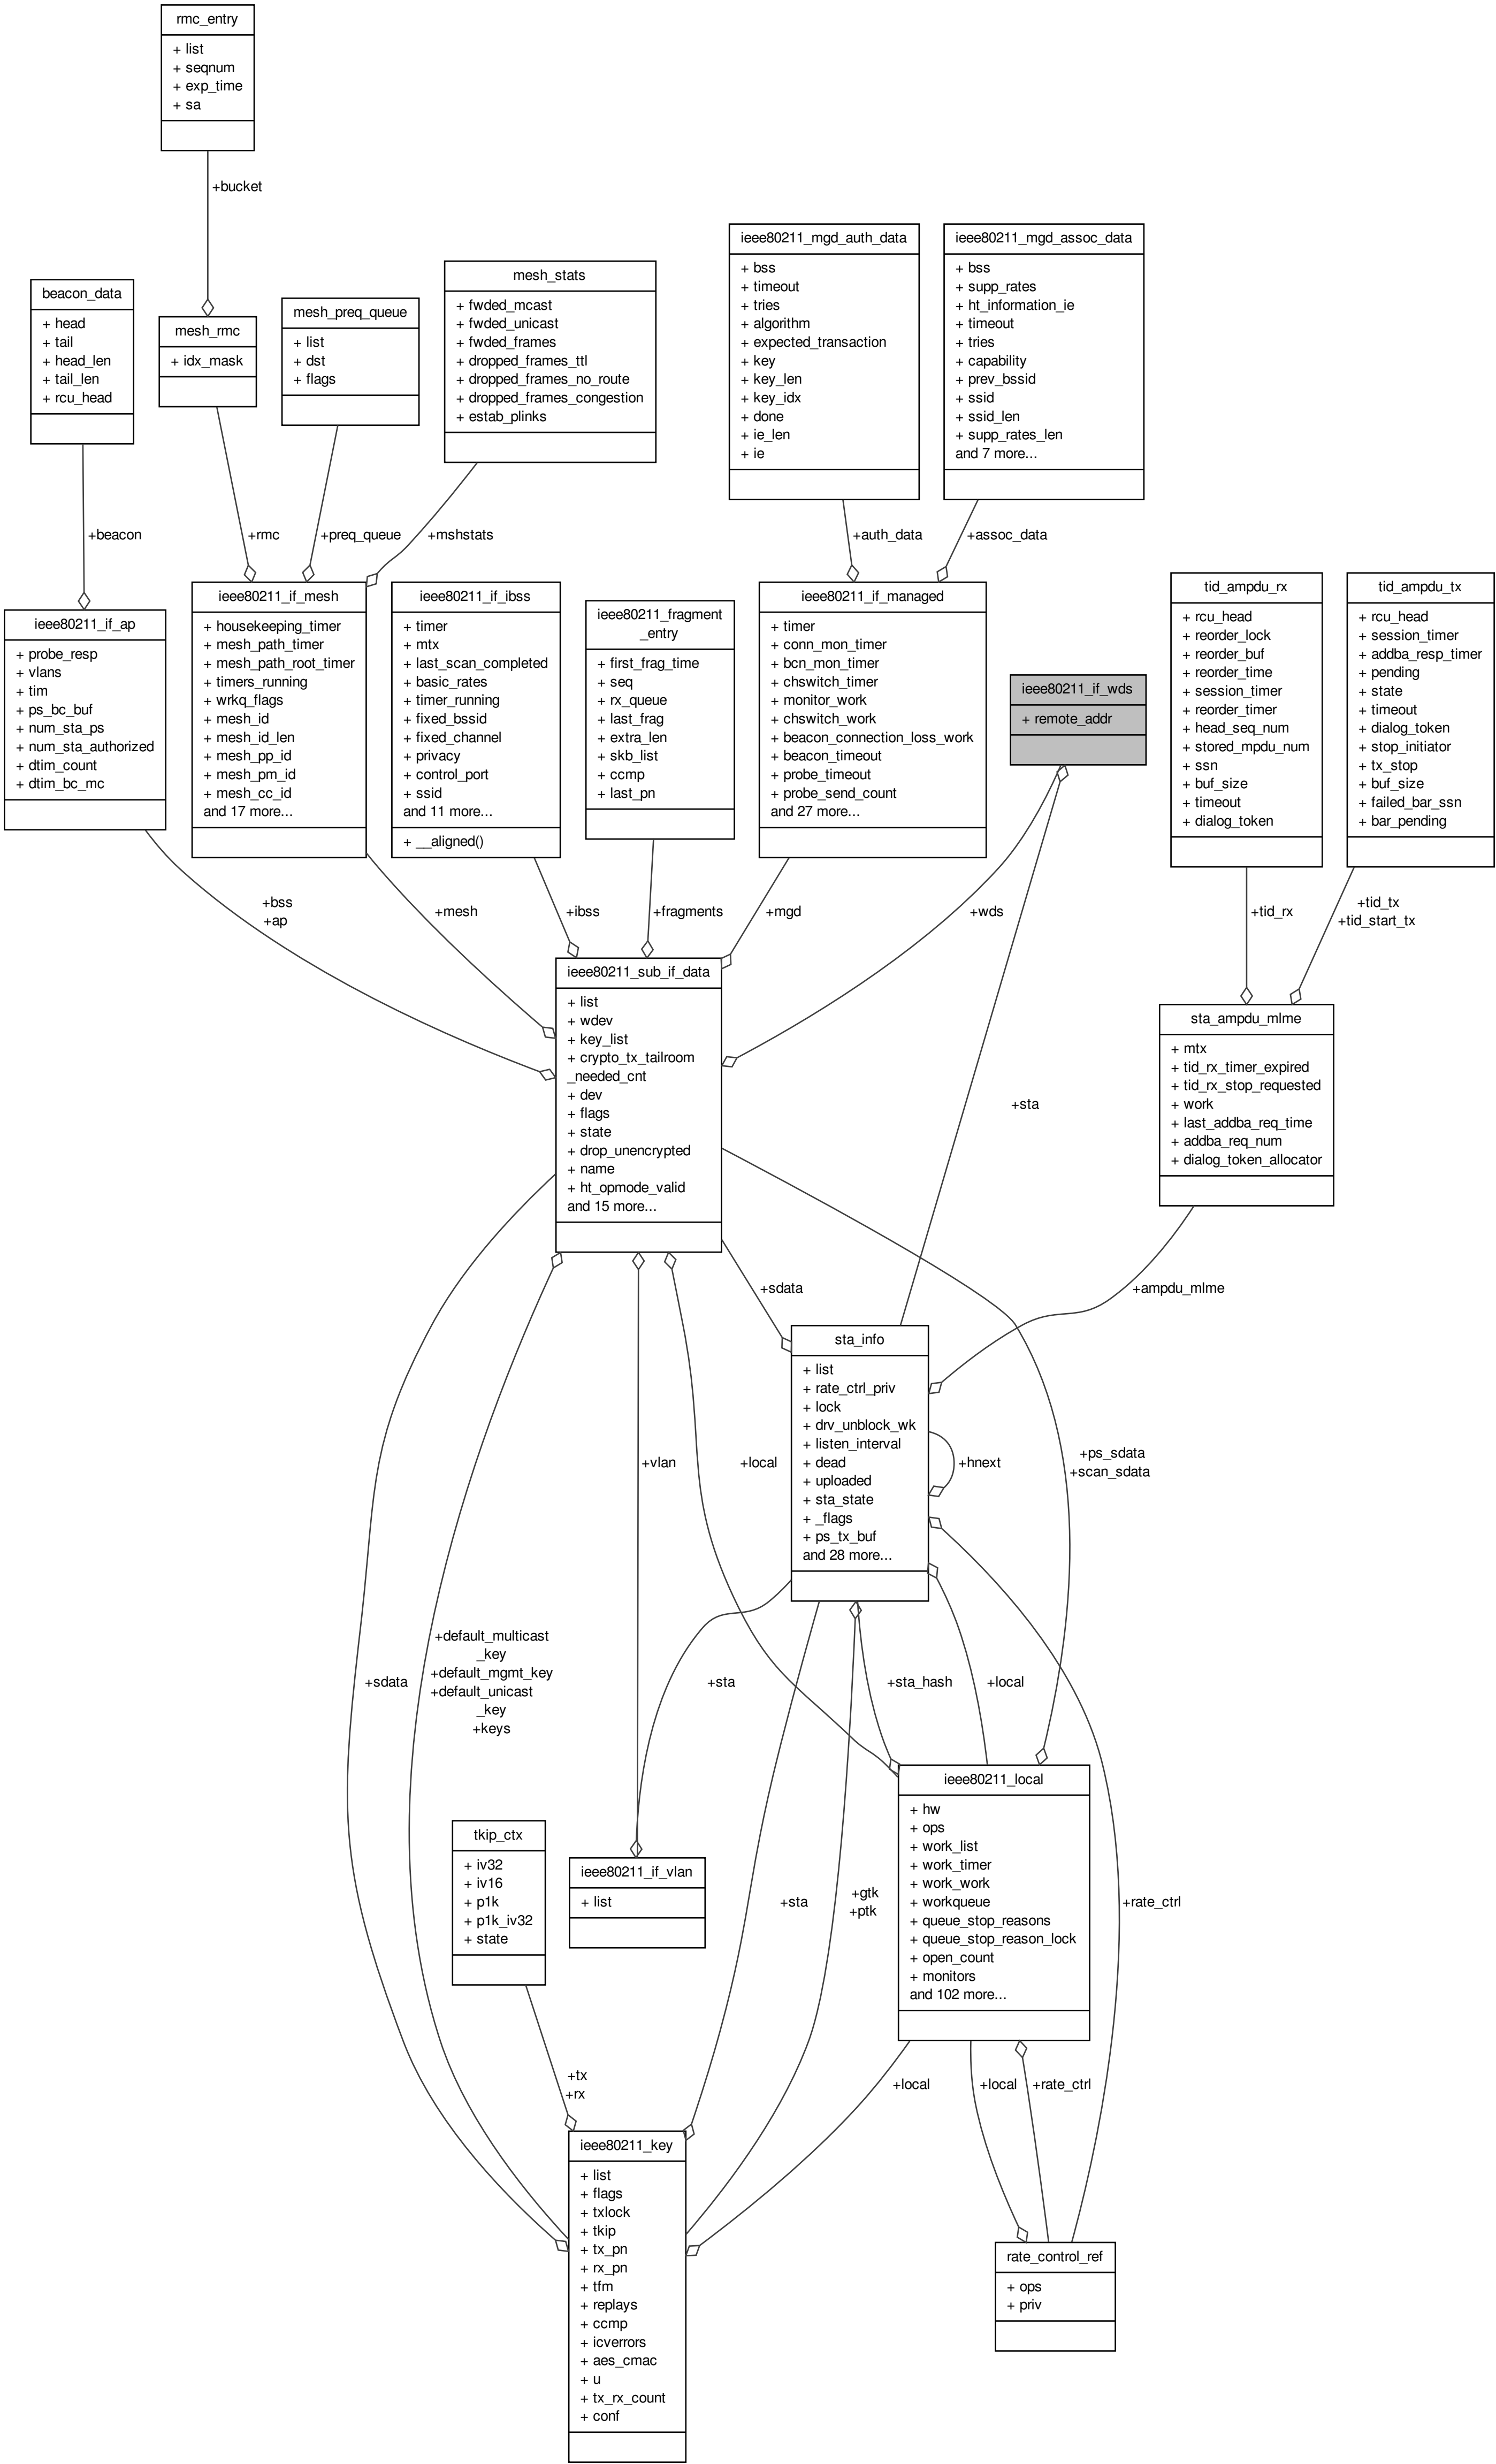 rmc_entry
+ list
+ seqnum
+ exp_time
+ sa
+bucket
beacon_data
+ head
+ tail
+ head_len
+ tail_len
+ rcu_head
mesh_rmc
+ idx_mask
mesh_preq_queue
+ list
+ dst
+ flags
mesh_stats
+ fwded_mcast
+ fwded_unicast
+ fwded_frames
+ dropped_frames_ttl
+ dropped_frames_no_route
+ dropped_frames_congestion
+ estab_plinks
ieee80211_mgd_auth_data
+ bss
+ timeout
+ tries
+ algorithm
+ expected_transaction
+ key
+ key_len
+ key_idx
+ done
+ ie_len
+ ie
ieee80211_mgd_assoc_data
+ bss
+ supp_rates
+ ht_information_ie
+ timeout
+ tries
+ capability
+ prev_bssid
+ ssid
+ ssid_len
+ supp_rates_len
and 7 more...
+beacon
+rmc
+preq_queue
+mshstats
+auth_data
+assoc_data
ieee80211_if_ap
+ probe_resp
+ vlans
+ tim
+ ps_bc_buf
+ num_sta_ps
+ num_sta_authorized
+ dtim_count
+ dtim_bc_mc
ieee80211_if_mesh
+ housekeeping_timer
+ mesh_path_timer
+ mesh_path_root_timer
+ timers_running
+ wrkq_flags
+ mesh_id
+ mesh_id_len
+ mesh_pp_id
+ mesh_pm_id
+ mesh_cc_id
and 17 more...
ieee80211_if_ibss
+ timer
+ mtx
+ last_scan_completed
+ basic_rates
+ timer_running
+ fixed_bssid
+ fixed_channel
+ privacy
+ control_port
+ ssid
and 11 more...
+ __aligned()
ieee80211_fragment
_entry
+ first_frag_time
+ seq
+ rx_queue
+ last_frag
+ extra_len
+ skb_list
+ ccmp
+ last_pn
ieee80211_if_managed
+ timer
+ conn_mon_timer
+ bcn_mon_timer
+ chswitch_timer
+ monitor_work
+ chswitch_work
+ beacon_connection_loss_work
+ beacon_timeout
+ probe_timeout
+ probe_send_count
and 27 more...
ieee80211_if_wds
+ remote_addr
tid_ampdu_rx
+ rcu_head
+ reorder_lock
+ reorder_buf
+ reorder_time
+ session_timer
+ reorder_timer
+ head_seq_num
+ stored_mpdu_num
+ ssn
+ buf_size
+ timeout
+ dialog_token
tid_ampdu_tx
+ rcu_head
+ session_timer
+ addba_resp_timer
+ pending
+ state
+ timeout
+ dialog_token
+ stop_initiator
+ tx_stop
+ buf_size
+ failed_bar_ssn
+ bar_pending
+bss
+ap
+mesh
+ibss
+fragments
+mgd
+wds
+tid_rx
+tid_tx
+tid_start_tx
ieee80211_sub_if_data
+ list
+ wdev
+ key_list
+ crypto_tx_tailroom
_needed_cnt
+ dev
+ flags
+ state
+ drop_unencrypted
+ name
+ ht_opmode_valid
and 15 more...
+sta
sta_ampdu_mlme
+ mtx
+ tid_rx_timer_expired
+ tid_rx_stop_requested
+ work
+ last_addba_req_time
+ addba_req_num
+ dialog_token_allocator
+sdata
+ampdu_mlme
sta_info
+ list
+ rate_ctrl_priv
+ lock
+ drv_unblock_wk
+ listen_interval
+ dead
+ uploaded
+ sta_state
+ _flags
+ ps_tx_buf
and 28 more...
+vlan
+local
+hnext
+ps_sdata
+scan_sdata
+sdata
+default_multicast
_key
+default_mgmt_key
+default_unicast
_key
+keys
+sta
+sta_hash
+local
ieee80211_local
+ hw
+ ops
+ work_list
+ work_timer
+ work_work
+ workqueue
+ queue_stop_reasons
+ queue_stop_reason_lock
+ open_count
+ monitors
and 102 more...
tkip_ctx
+ iv32
+ iv16
+ p1k
+ p1k_iv32
+ state
ieee80211_if_vlan
+ list
+sta
+gtk
+ptk
+rate_ctrl
+tx
+rx
+local
+local
+rate_ctrl
ieee80211_key
+ list
+ flags
+ txlock
+ tkip
+ tx_pn
+ rx_pn
+ tfm
+ replays
+ ccmp
+ icverrors
+ aes_cmac
+ u
+ tx_rx_count
+ conf
rate_control_ref
+ ops
+ priv